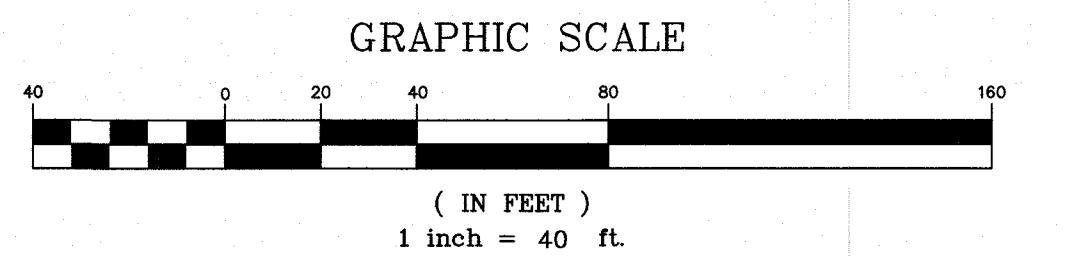 GRAPHIC SCALE
40 0 20 40 80 160
( IN FEET )
1 inch = 40 ft.